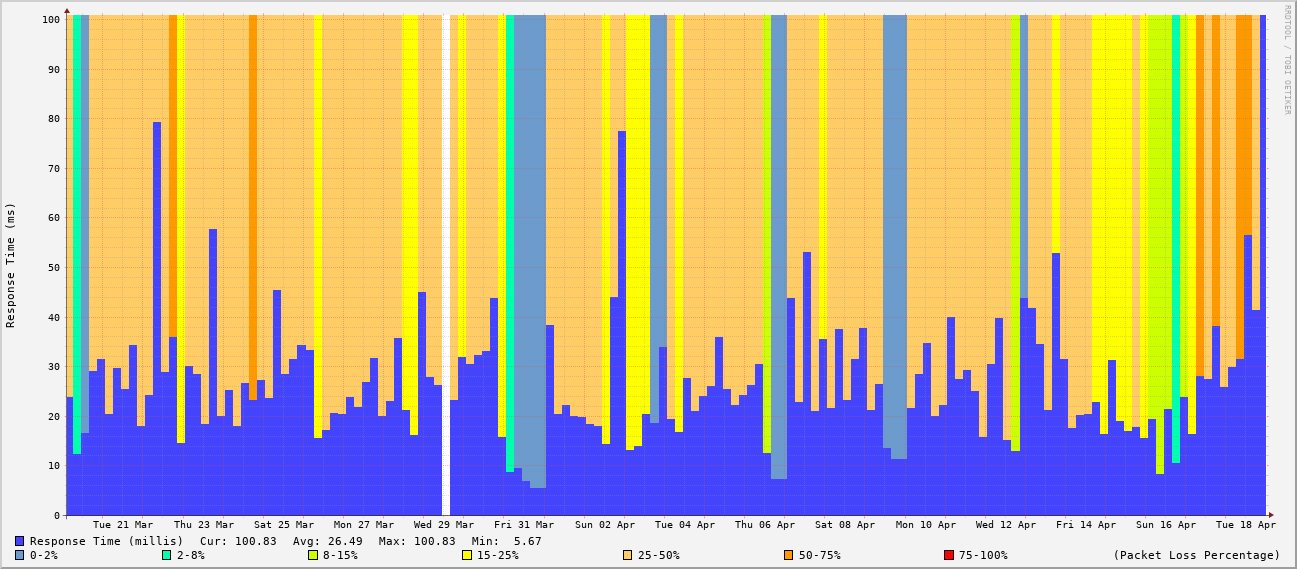 RRDTOOL / TOBI OETIKER
Response Time (ms)
100
90
80
70
60
50
40
30
20
10
0
Tue 21 Mar Thu 23 Mar Sat 25 Mar Mon 27 Mar Wed 29 Mar Fri 31 Mar Sun 02 Apr Tue 04 Apr Thu 06 Apr Sat 08 Apr Mon 10 Apr Wed 12 Apr Fri 14 Apr Sun 16 Apr Tue 18 Apr
Response Time (millis) Cur: 100.83 Avg: 26.49 Max: 100.83 Min: 5.67
0-2% 2-8% 8-15% 15-25% 25-50% 50-75% 75-100% (Packet Loss Percentage)